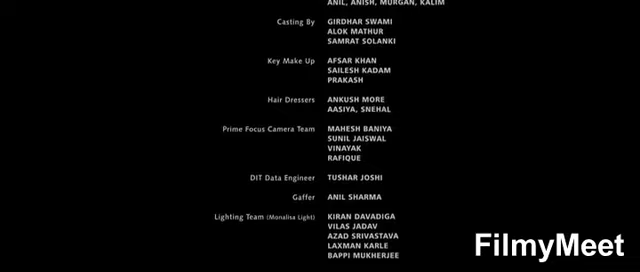 ANIL, ANISH, MURGAN, KALIM
Casting By GIRDHAR SWAMI
ALOK MATHUR
SAMRAT SOLANKI
Key Make Up AFSAR KHAN
SAILESH KADAM
PRAKASH
Hair Dressers ANKUSH MORE
AASIYA, SNEHAL
Prime Focus Camera Team MAHESH BANIYA
SUNIL JAISWAL
VINAYAK
RAFIQUE
DIT Data Engineer TUSHAR JOSHI
Gaffer ANIL SHARMA
Lighting Team (Monalisa Light) KIRAN DAVADIGA
VILAS JADAV
AZAD SRIVASTAVA
LAXMAN KARLE
BAPPI MUKHERJEE
FilmyMeet